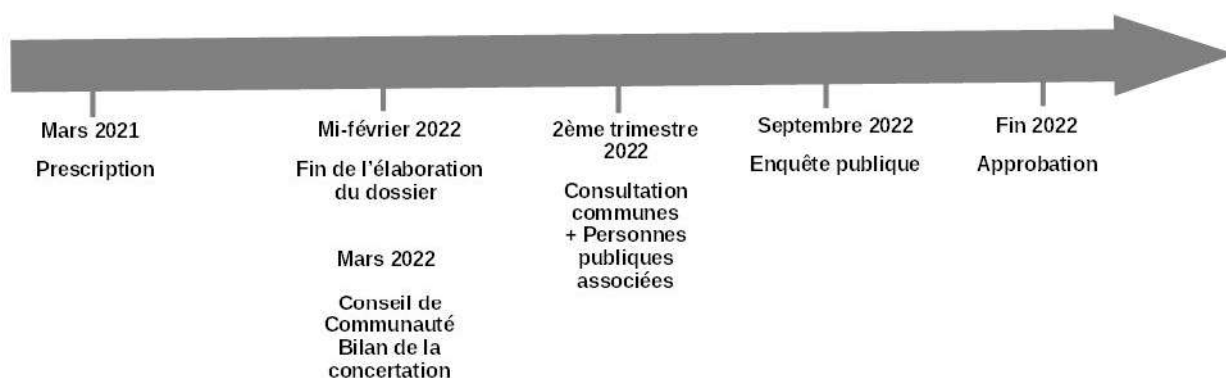 Mars 2021
Prescription
Mi-février 2022
Fin de l'élaboration
du dossier
Mars 2022
Conseil de
Communauté
Bilan de la
concertation
2ème trimestre
2022
Consultation
communes
+ Personnes
publiques
associées
Septembre 2022
Enquête publique
Fin 2022
Approbation